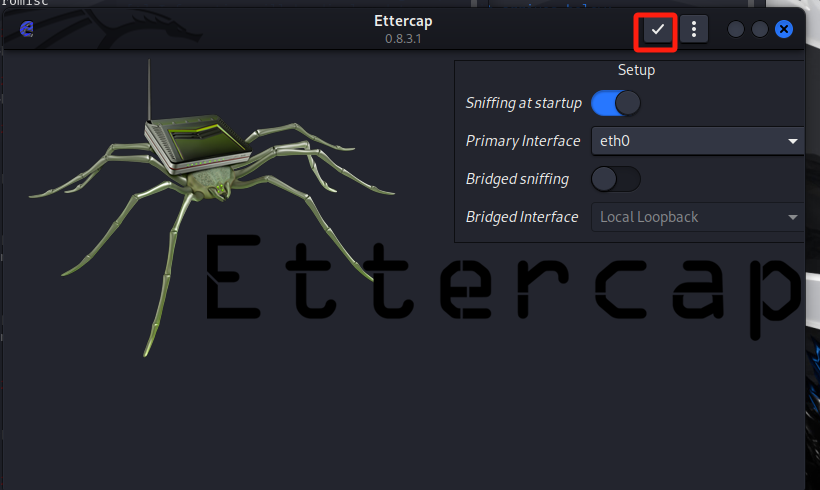 romisc
Ettercap
0.8.3.1
Setup
Sniffing at startup
Primary Interface
eth0
Bridged sniffing
Bridged Interface
Local Loopback
Ettercap